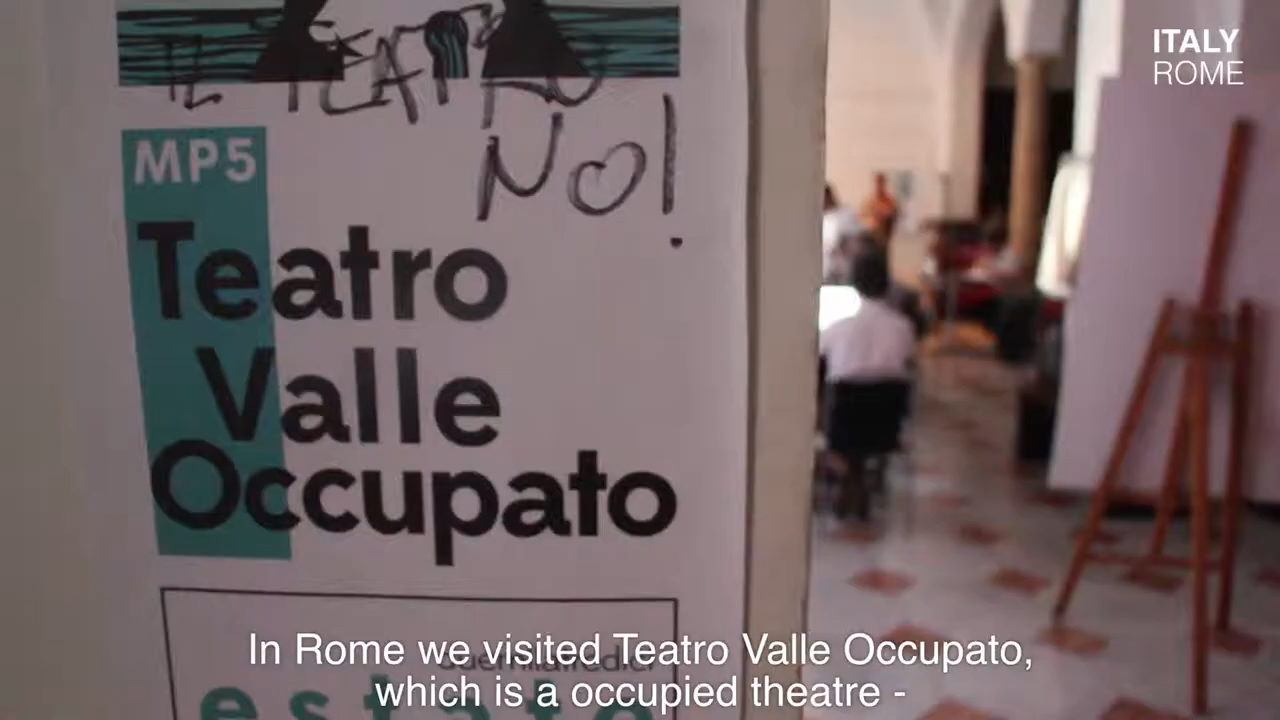 ITALY
ROME
IL TEATRO
NO!
MP5
Teatro
Valle
Occupato
estate
In Rome we visited Teatro Valle Occupato,
which is a occupied theatre -